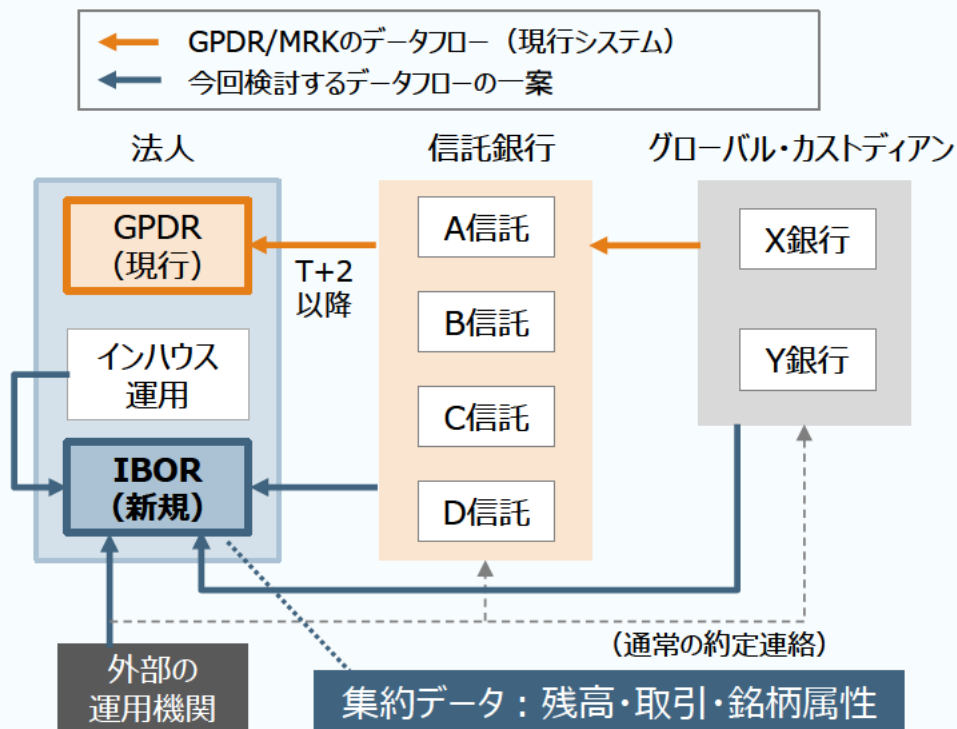 GPDR/MRKのデータフロー（現行システム）
今回検討するデータフローの一案
法人
信託銀行
グローバル・カストディアン
GPDR
（現行）
T+2
以降
インハウス
運用
IBOR
（新規）
A信託
B信託
C信託
D信託
X銀行
Y銀行
（通常の約定連絡）
外部の
運用機関
集約データ：残高・取引・銘柄属性